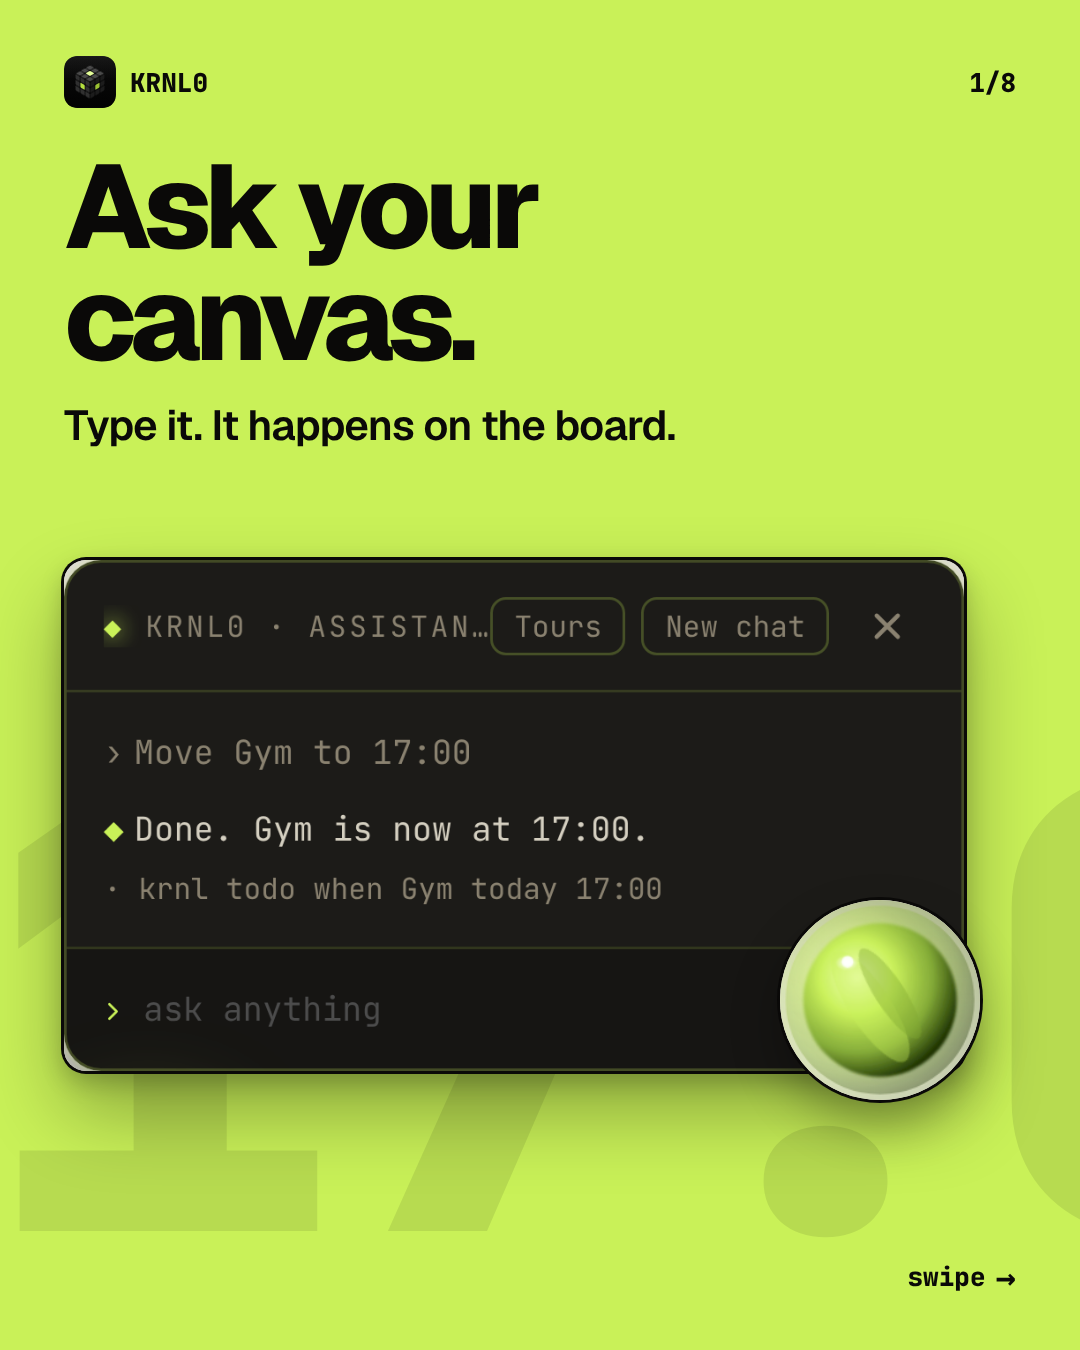 KRNL0
1/8
Ask your
canvas.
Type it. It happens on the board.
◆ KRNL0 · ASSISTAN… Tours New chat ✕
› Move Gym to 17:00
◆ Done. Gym is now at 17:00.
· krnl todo when Gym today 17:00
› ask anything
17:0
swipe →